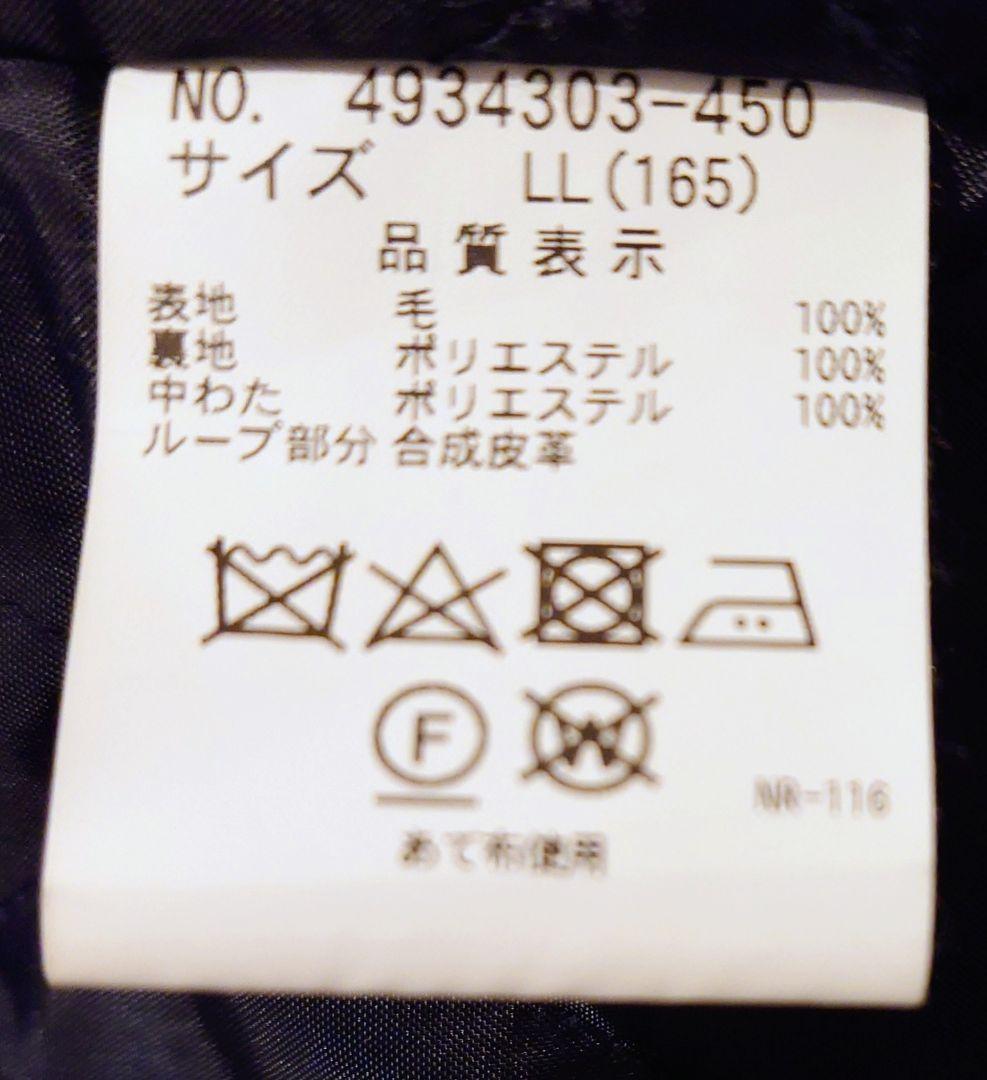 NO. 4934303-450
サイズ LL(165)
品質表示
表地 毛 100%
裏地 ポリエステル 100%
中わた ポリエステル 100%
ループ部分 合成皮革
F W
NR-116
あて布使用